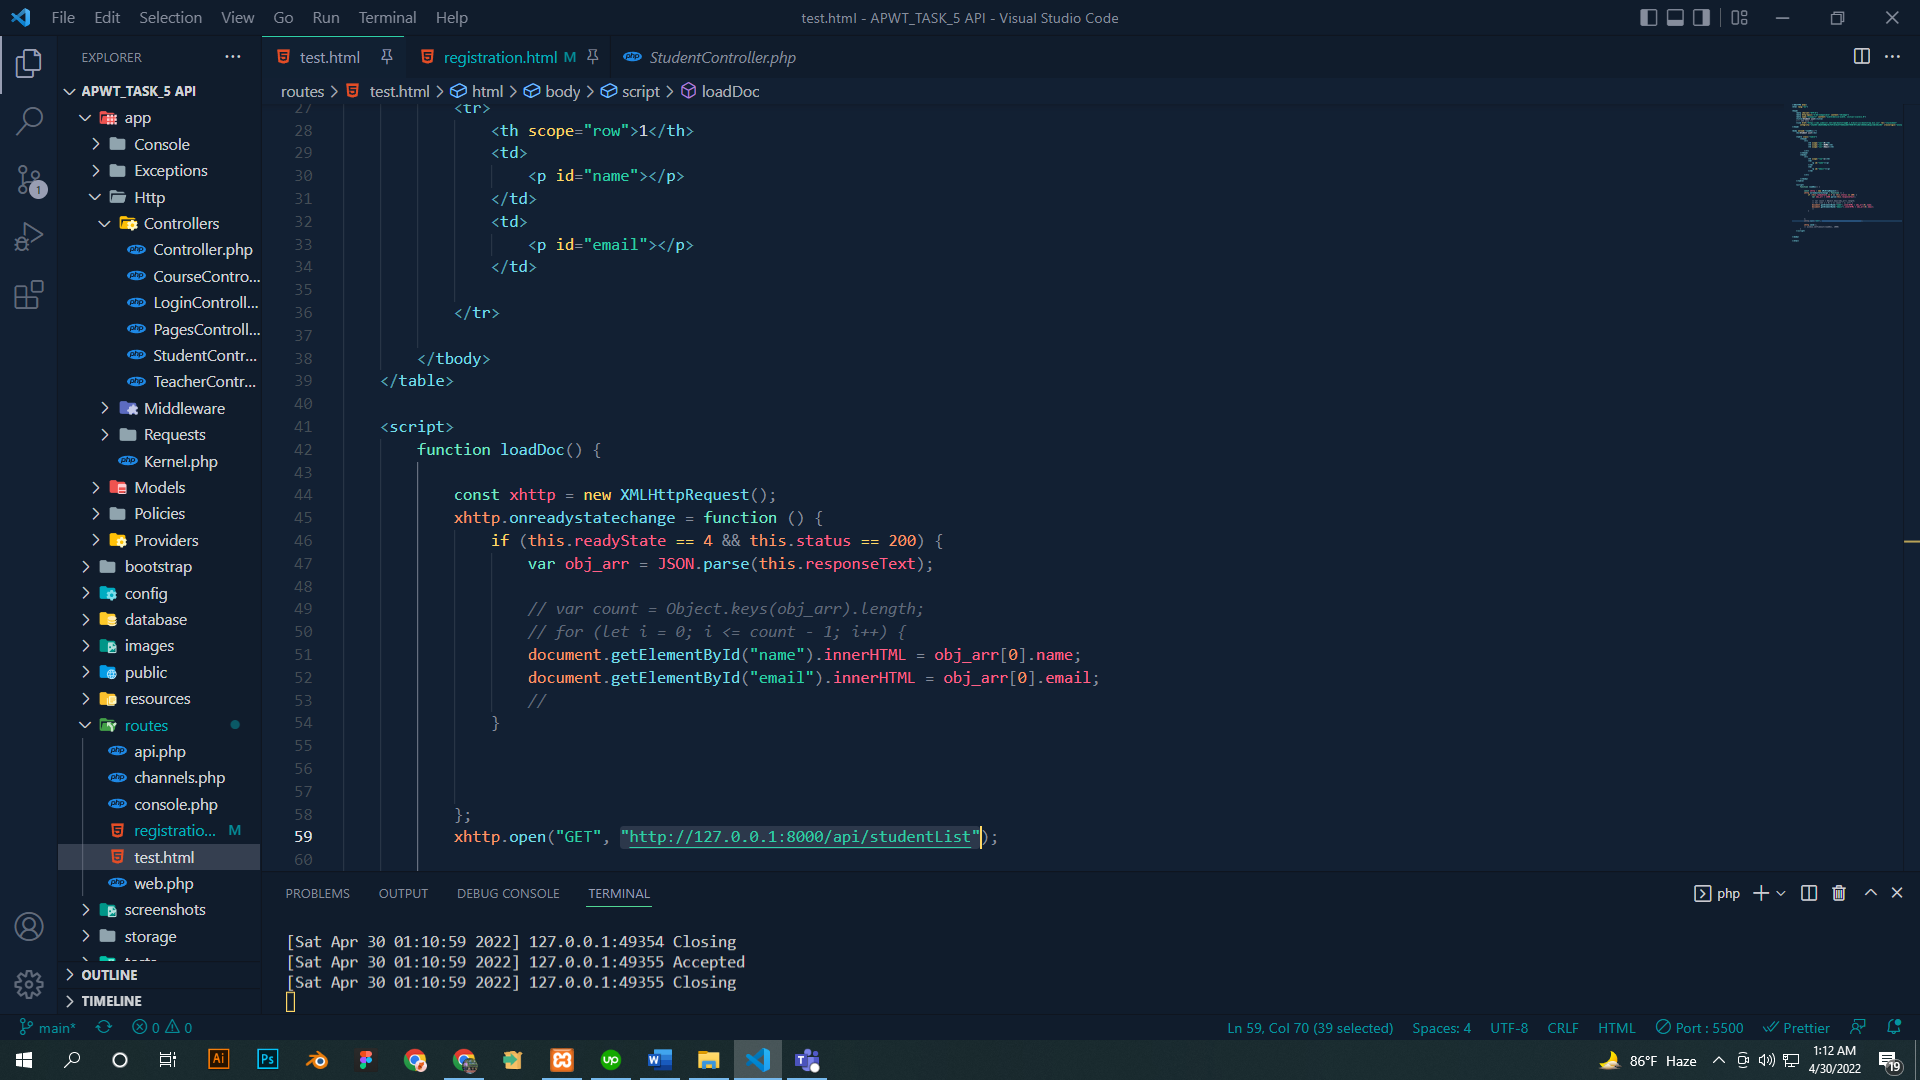 File Edit Selection View Go Run Terminal Help
test.html - APWT_TASK_5 API - Visual Studio Code
EXPLORER
APWT_TASK_5 API
app
Console
Exceptions
Http
Controllers
Controller.php
CourseContro...
LoginControll...
PagesControll...
StudentContr...
TeacherContr...
Middleware
Requests
Kernel.php
Models
Policies
Providers
bootstrap
config
database
images
public
resources
routes
api.php
channels.php
console.php
registratio... M
test.html
web.php
screenshots
storage
OUTLINE
TIMELINE
test.html
registration.html M
StudentController.php
routes > test.html > html > body > script > loadDoc
27 <tr>
28 <th scope="row">1</th>
29 <td>
30 <p id="name"></p>
31 </td>
32 <td>
33 <p id="email"></p>
34 </td>
35
36 </tr>
37
38 </tbody>
39 </table>
40
41 <script>
42 function loadDoc() {
43
44 const xhttp = new XMLHttpRequest();
45 xhttp.onreadystatechange = function () {
46 if (this.readyState == 4 && this.status == 200) {
47 var obj_arr = JSON.parse(this.responseText);
48
49 // var count = Object.keys(obj_arr).length;
50 // for (let i = 0; i <= count - 1; i++) {
51 document.getElementById("name").innerHTML = obj_arr[0].name;
52 document.getElementById("email").innerHTML = obj_arr[0].email;
53 //
54 }
55
56
57
58 };
59 xhttp.open("GET", "http://127.0.0.1:8000/api/studentList");
60
PROBLEMS OUTPUT DEBUG CONSOLE TERMINAL
php
[Sat Apr 30 01:10:59 2022] 127.0.0.1:49354 Closing
[Sat Apr 30 01:10:59 2022] 127.0.0.1:49355 Accepted
[Sat Apr 30 01:10:59 2022] 127.0.0.1:49355 Closing
main* 0 0
Ln 59, Col 70 (39 selected) Spaces: 4 UTF-8 CRLF HTML Port : 5500 Prettier
Ai Ps up W
86°F Haze
1:12 AM
4/30/2022
19